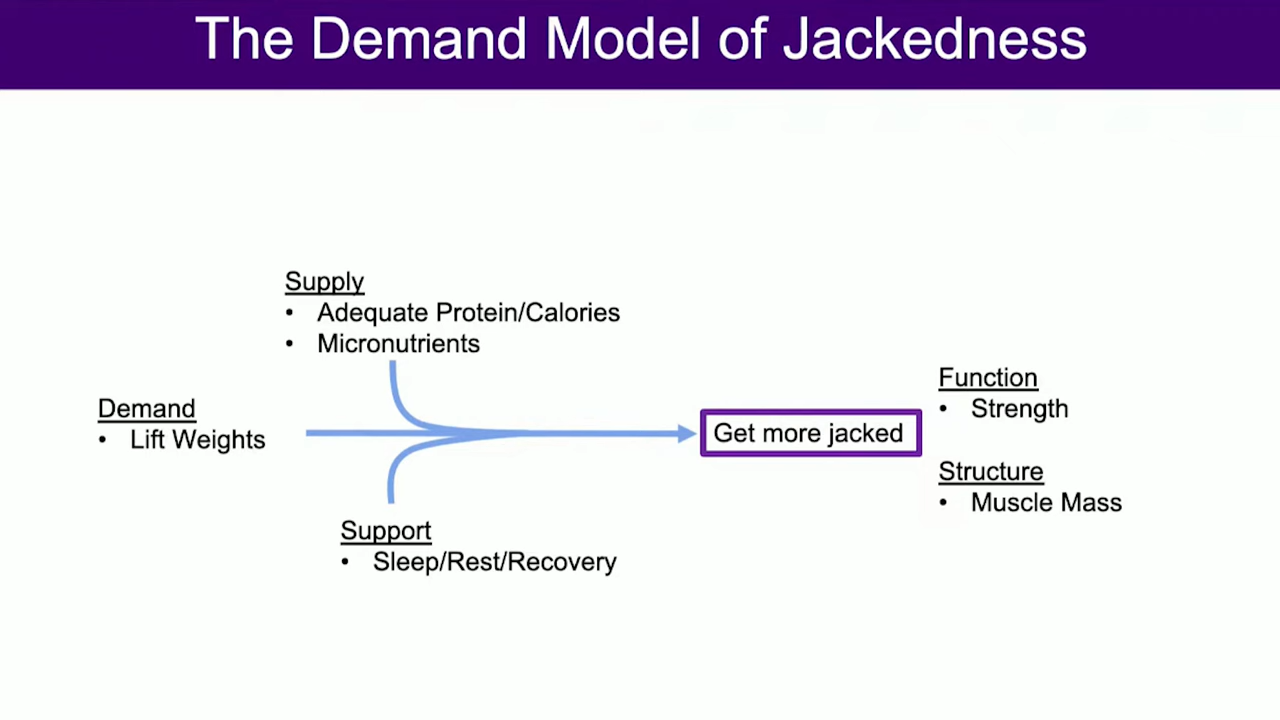 The Demand Model of Jackedness
Supply
• Adequate Protein/Calories
• Micronutrients
Demand
• Lift Weights
Support
• Sleep/Rest/Recovery
Get more jacked
Function
• Strength
Structure
• Muscle Mass